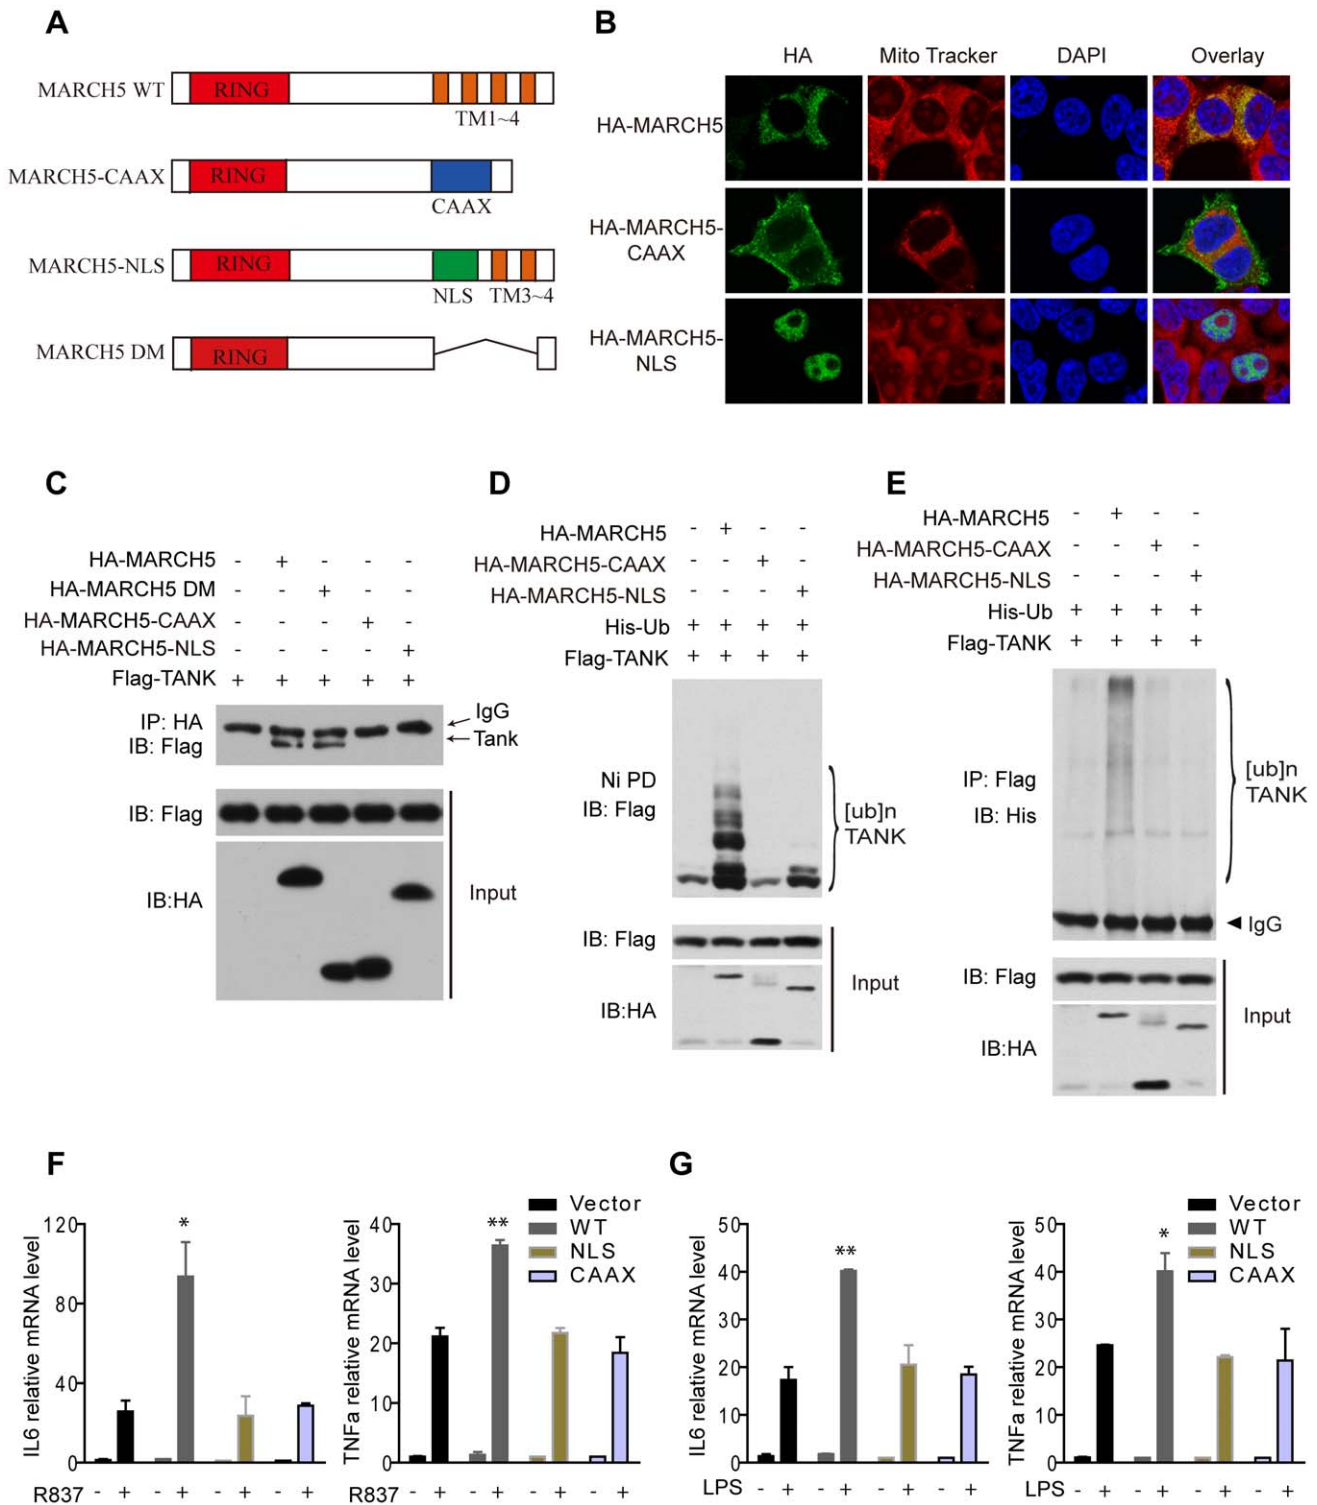 A
MARCH5 WT
RING
TM1~4
MARCH5-CAAX
RING
CAAX
MARCH5-NLS
RING
NLS TM3~4
MARCH5 DM
RING
B
HA Mito Tracker DAPI Overlay
HA-MARCH5
HA-MARCH5-
CAAX
HA-MARCH5-
NLS
C
HA-MARCH5 - + - - -
HA-MARCH5 DM - - + - -
HA-MARCH5-CAAX - - - + -
HA-MARCH5-NLS - - - - +
Flag-TANK + + + + +
IP: HA
IB: Flag
IgG
Tank
IB: Flag
IB:HA
Input
D
HA-MARCH5 - + - -
HA-MARCH5-CAAX - - + -
HA-MARCH5-NLS - - - +
His-Ub + + + +
Flag-TANK + + + +
Ni PD
IB: Flag
[ub]n
TANK
IB: Flag
IB:HA
Input
E
HA-MARCH5 - + - -
HA-MARCH5-CAAX - - + -
HA-MARCH5-NLS - - - +
His-Ub + + + +
Flag-TANK + + + +
IP: Flag
IB: His
[ub]n
TANK
IgG
IB: Flag
IB:HA
Input
F
IL6 relative mRNA level
120
80
40
0
*
R837 - + - + - + - +
TNFa relative mRNA level
40
30
20
10
0
**
R837 - + - + - + - +
Vector
WT
NLS
CAAX
G
IL6 relative mRNA level
50
40
30
20
10
0
**
LPS - + - + - + - +
TNFa relative mRNA level
50
40
30
20
10
0
*
LPS - + - + - + - +
Vector
WT
NLS
CAAX